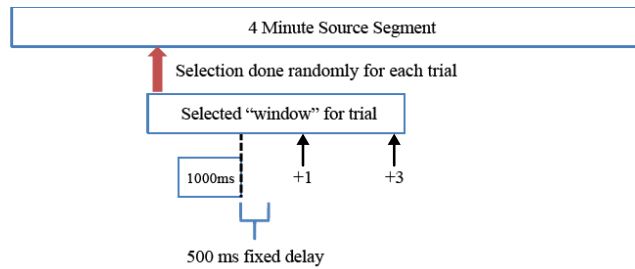 4 Minute Source Segment
Selection done randomly for each trial
Selected “window” for trial
1000ms
+1
+3
500 ms fixed delay